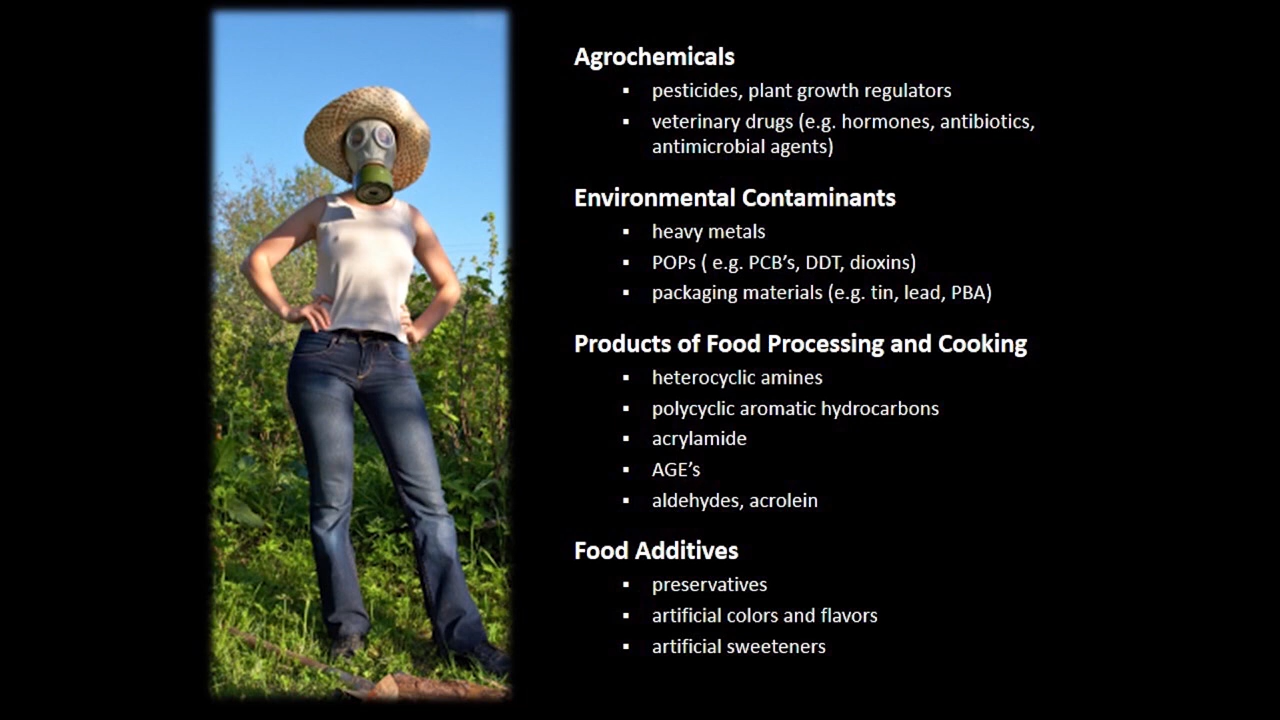 Agrochemicals
▪ pesticides, plant growth regulators
▪ veterinary drugs (e.g. hormones, antibiotics,
antimicrobial agents)
Environmental Contaminants
▪ heavy metals
▪ POPs ( e.g. PCB’s, DDT, dioxins)
▪ packaging materials (e.g. tin, lead, PBA)
Products of Food Processing and Cooking
▪ heterocyclic amines
▪ polycyclic aromatic hydrocarbons
▪ acrylamide
▪ AGE’s
▪ aldehydes, acrolein
Food Additives
▪ preservatives
▪ artificial colors and flavors
▪ artificial sweeteners